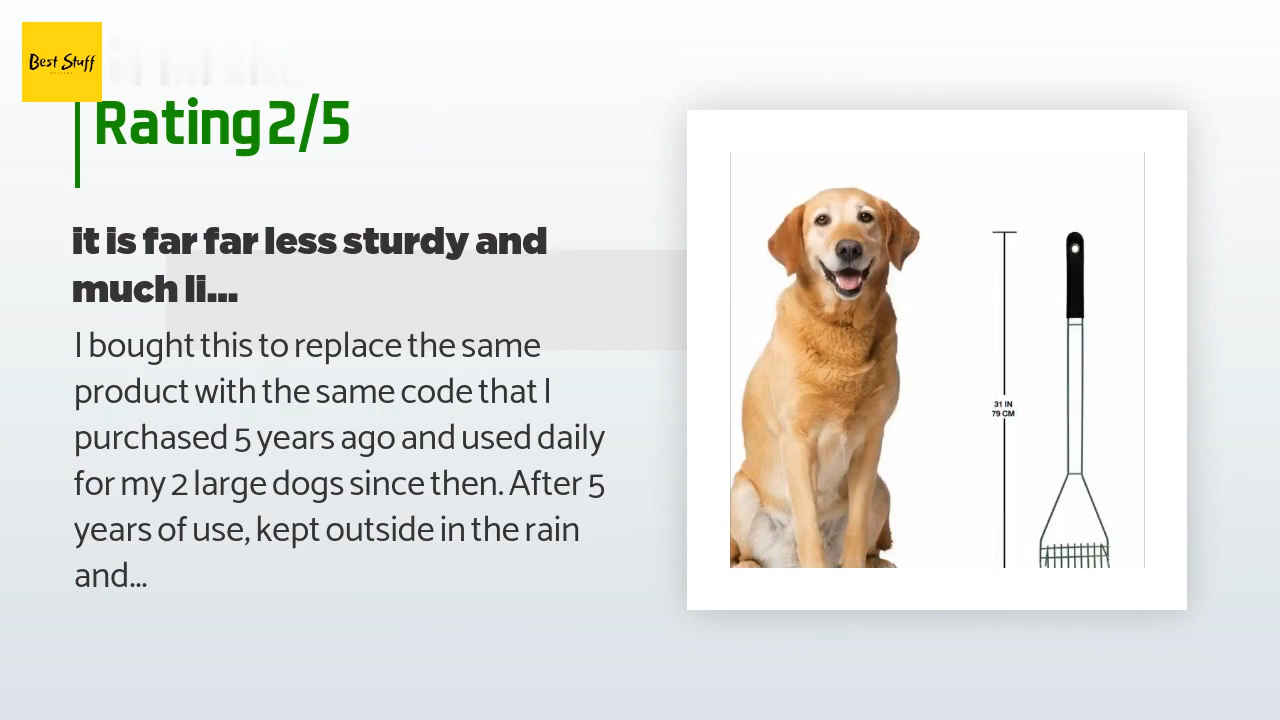 Best Stuff
Rating 2/5
it is far far less sturdy and
much li...
I bought this to replace the same
product with the same code that I
purchased 5 years ago and used daily
for my 2 large dogs since then. After 5
years of use, kept outside in the rain
and...
31 IN
79 CM